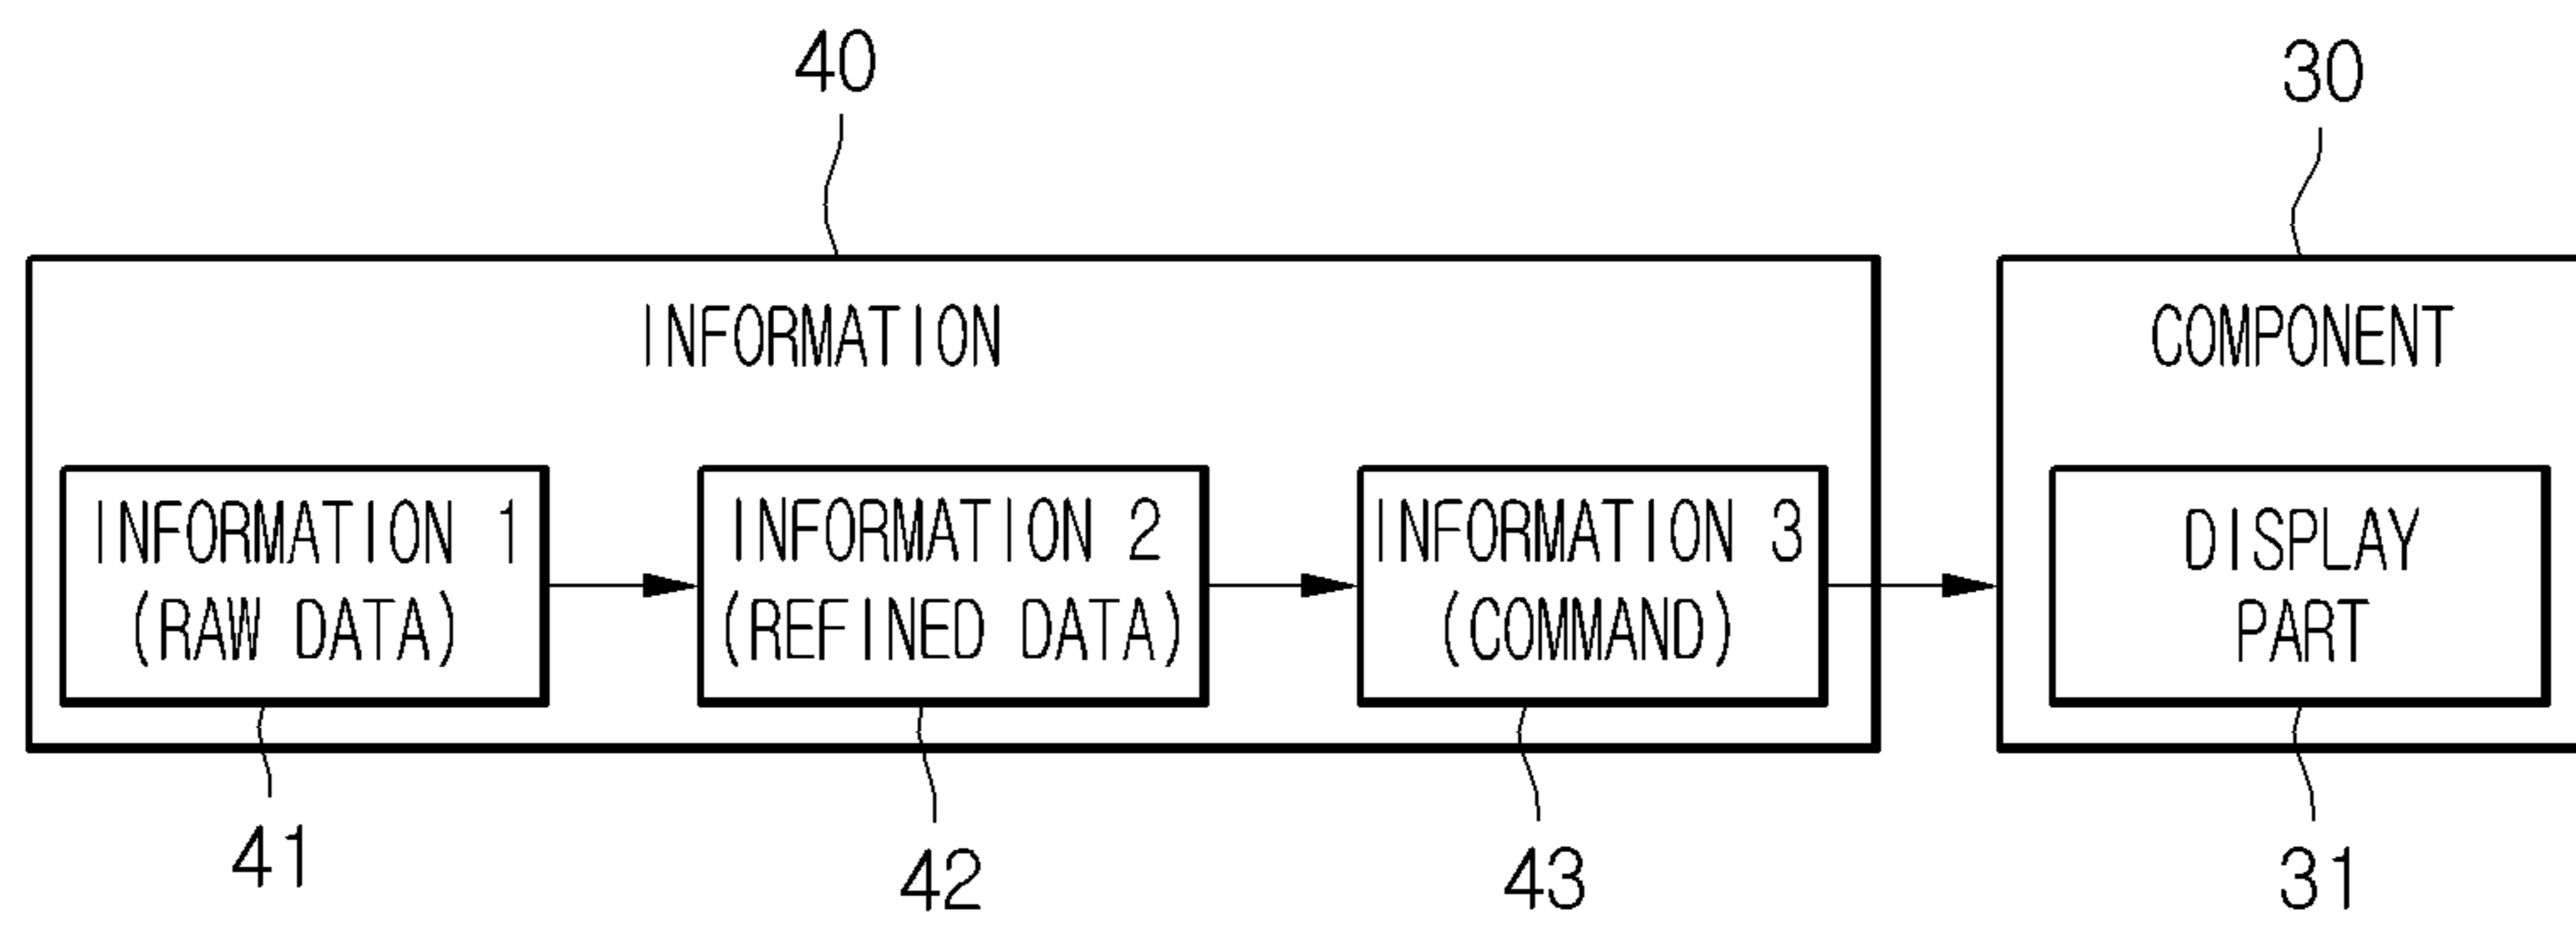 40
30
INFORMATION
COMPONENT
INFORMATION 1
(RAW DATA)
INFORMATION 2
(REFINED DATA)
INFORMATION 3
(COMMAND)
DISPLAY
PART
41
42
43
31